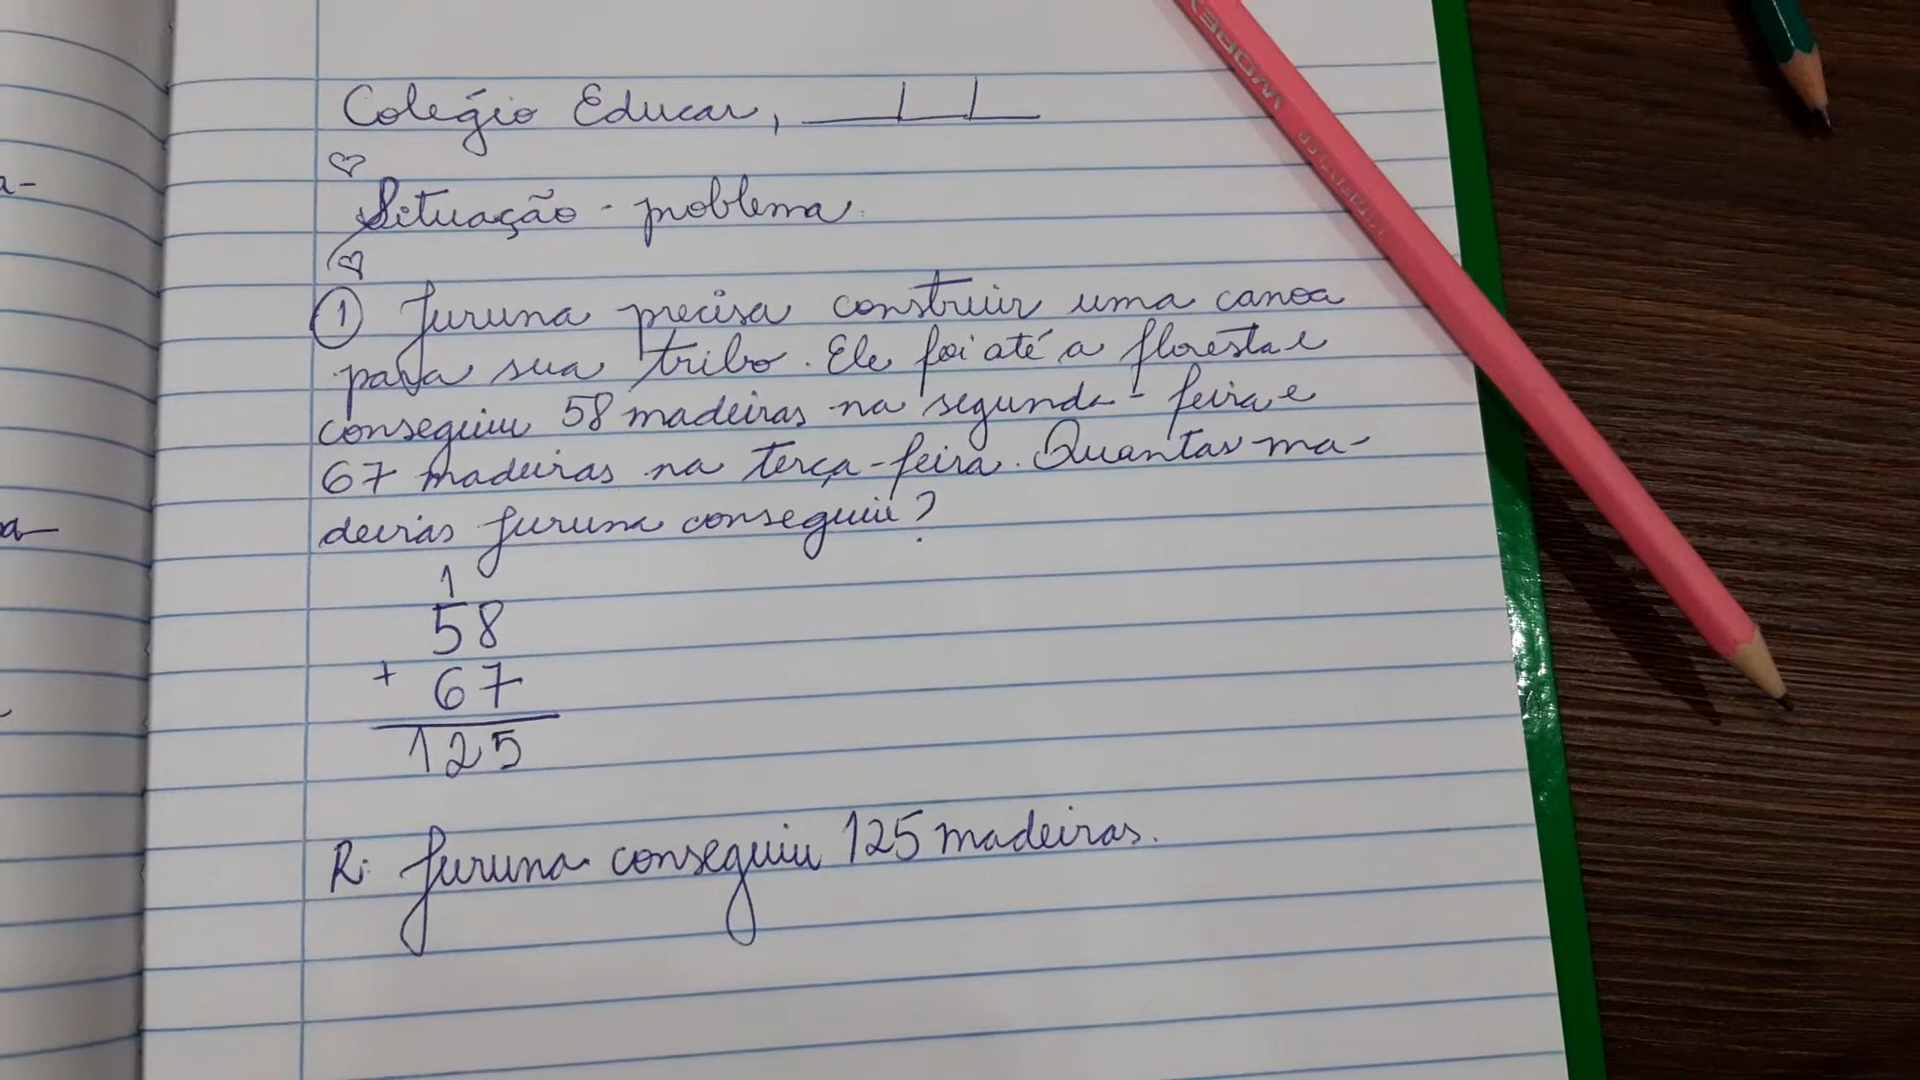 Colégio Educar, __/__/__
Situação-problema
1 Juruna precisa construir uma canoa
para sua tribo. Ele foi até a floresta e
conseguiu 58 madeiras na segunda-feira e
67 madeiras na terça-feira. Quantas ma-
deiras Juruna conseguiu?
1
58
+ 67
125
R: Juruna conseguiu 125 madeiras.